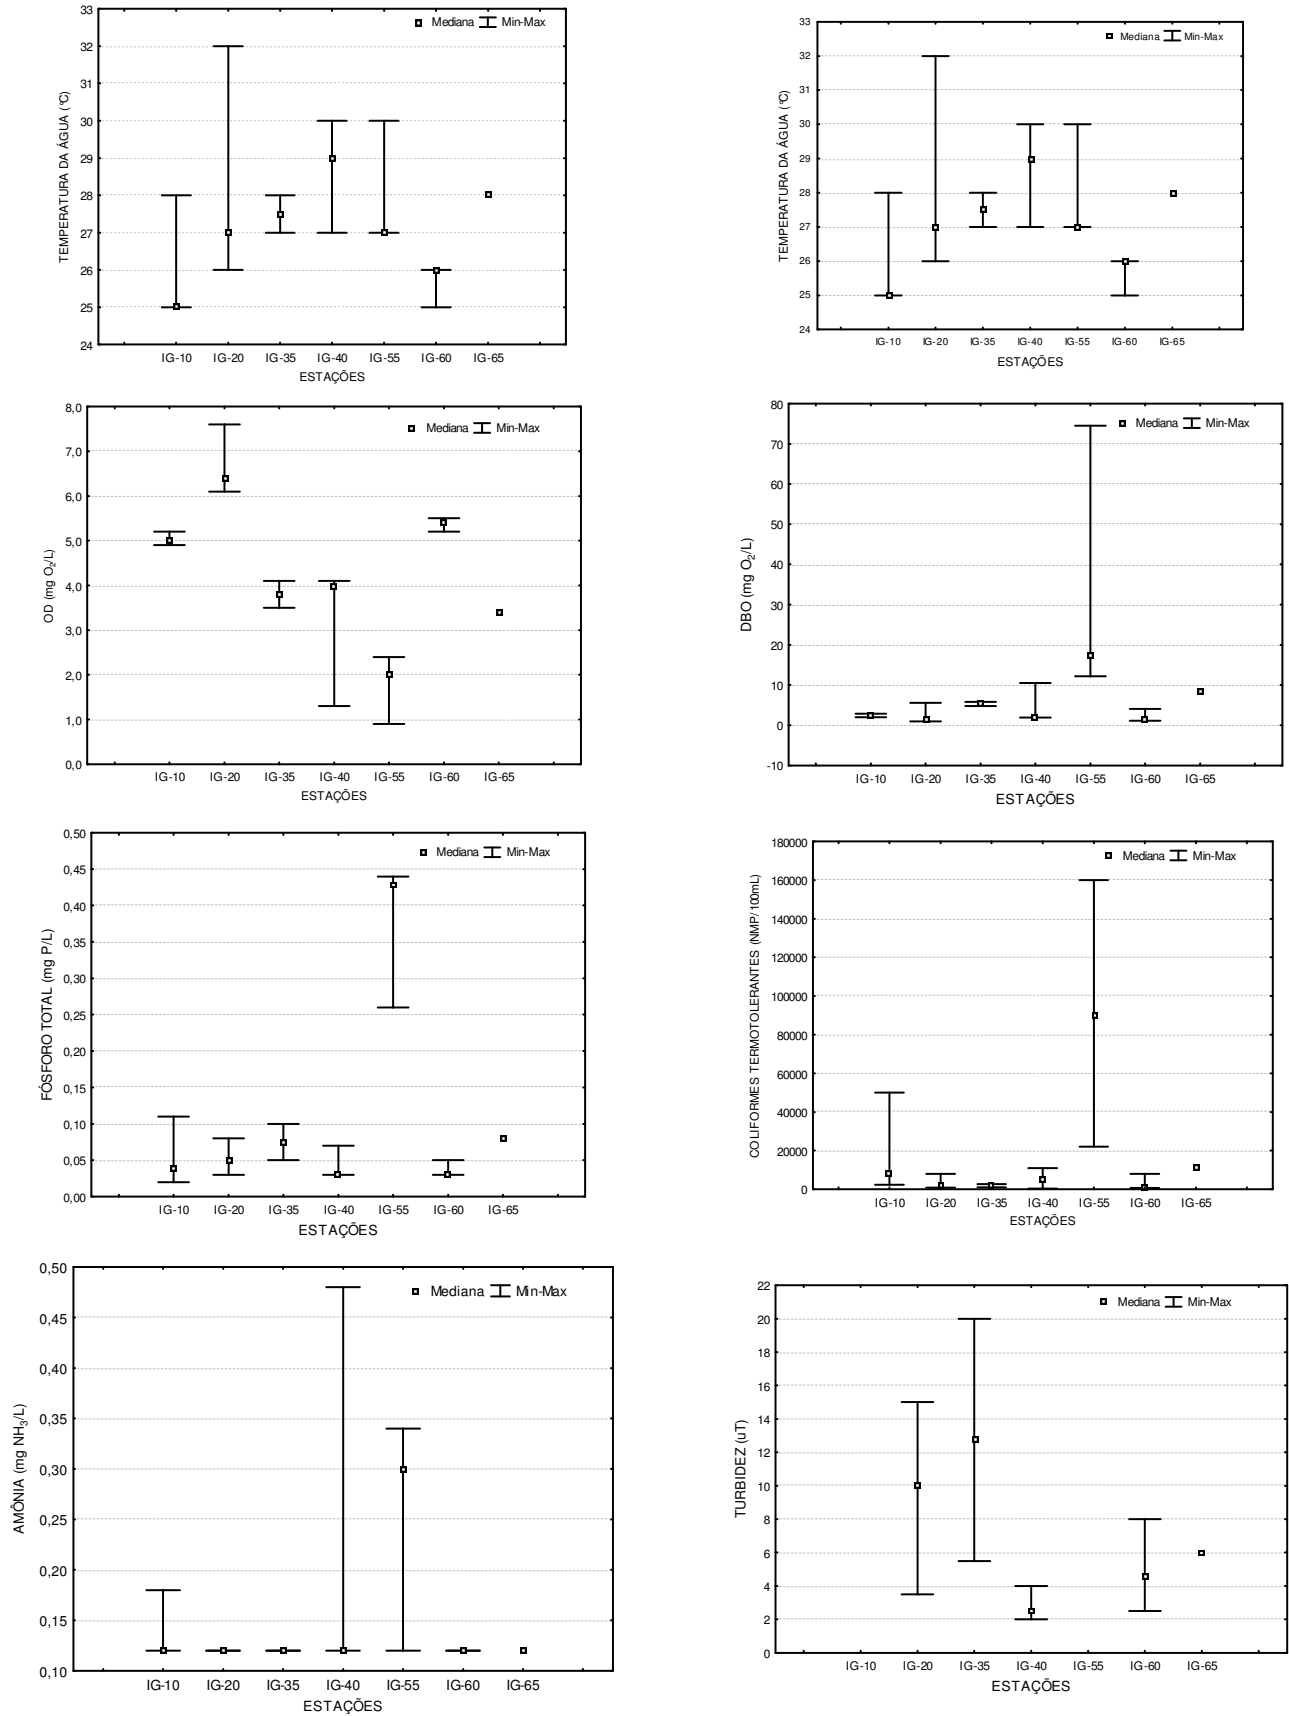 33
32
31
30
29
28
27
26
25
24
TEMPERATURA DA ÁGUA (°C)
Mediana Min-Max
IG-10 IG-20 IG-35 IG-40 IG-55 IG-60 IG-65
ESTAÇÕES
33
32
31
30
29
28
27
26
25
24
TEMPERATURA DA ÁGUA (°C)
Mediana Min-Max
IG-10 IG-20 IG-35 IG-40 IG-55 IG-60 IG-65
ESTAÇÕES
8,0
7,0
6,0
5,0
4,0
3,0
2,0
1,0
0,0
OD (mg O₂/L)
Mediana Min-Max
IG-10 IG-20 IG-35 IG-40 IG-55 IG-60 IG-65
ESTAÇÕES
80
70
60
50
40
30
20
10
0
-10
DBO (mg O₂/L)
Mediana Min-Max
IG-10 IG-20 IG-35 IG-40 IG-55 IG-60 IG-65
ESTAÇÕES
0,50
0,45
0,40
0,35
0,30
0,25
0,20
0,15
0,10
0,05
0,00
FÓSFORO TOTAL (mg P/L)
Mediana Min-Max
IG-10 IG-20 IG-35 IG-40 IG-55 IG-60 IG-65
ESTAÇÕES
180000
160000
140000
120000
100000
80000
60000
40000
20000
0
COLIFORMES TERMOTOLERANTES (NMP/100mL)
Mediana Min-Max
IG-10 IG-20 IG-35 IG-40 IG-55 IG-60 IG-65
ESTAÇÕES
0,50
0,45
0,40
0,35
0,30
0,25
0,20
0,15
0,10
AMÔNIA (mg NH₃/L)
Mediana Min-Max
IG-10 IG-20 IG-35 IG-40 IG-55 IG-60 IG-65
ESTAÇÕES
22
20
18
16
14
12
10
8
6
4
2
0
TURBIDEZ (uT)
Mediana Min-Max
IG-10 IG-20 IG-35 IG-40 IG-55 IG-60 IG-65
ESTAÇÕES